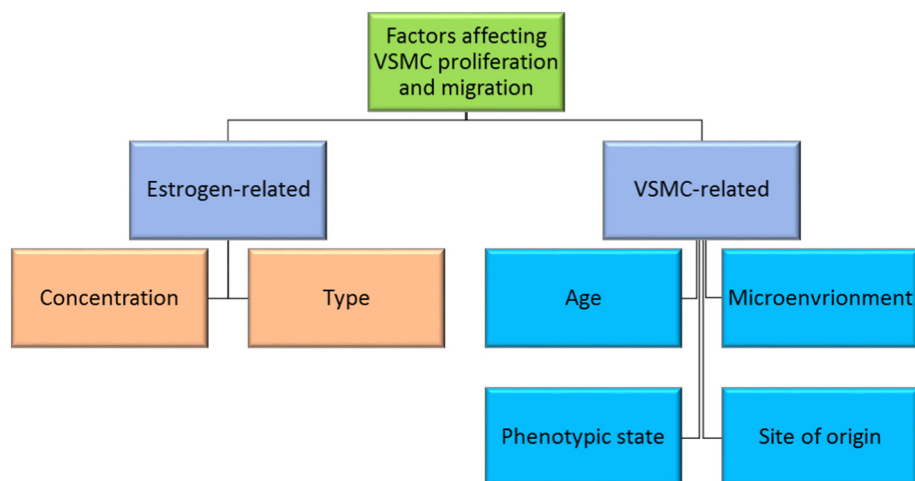 Factors affecting
VSMC proliferation
and migration
Estrogen-related
VSMC-related
Concentration
Type
Age
Microenvrionment
Phenotypic state
Site of origin